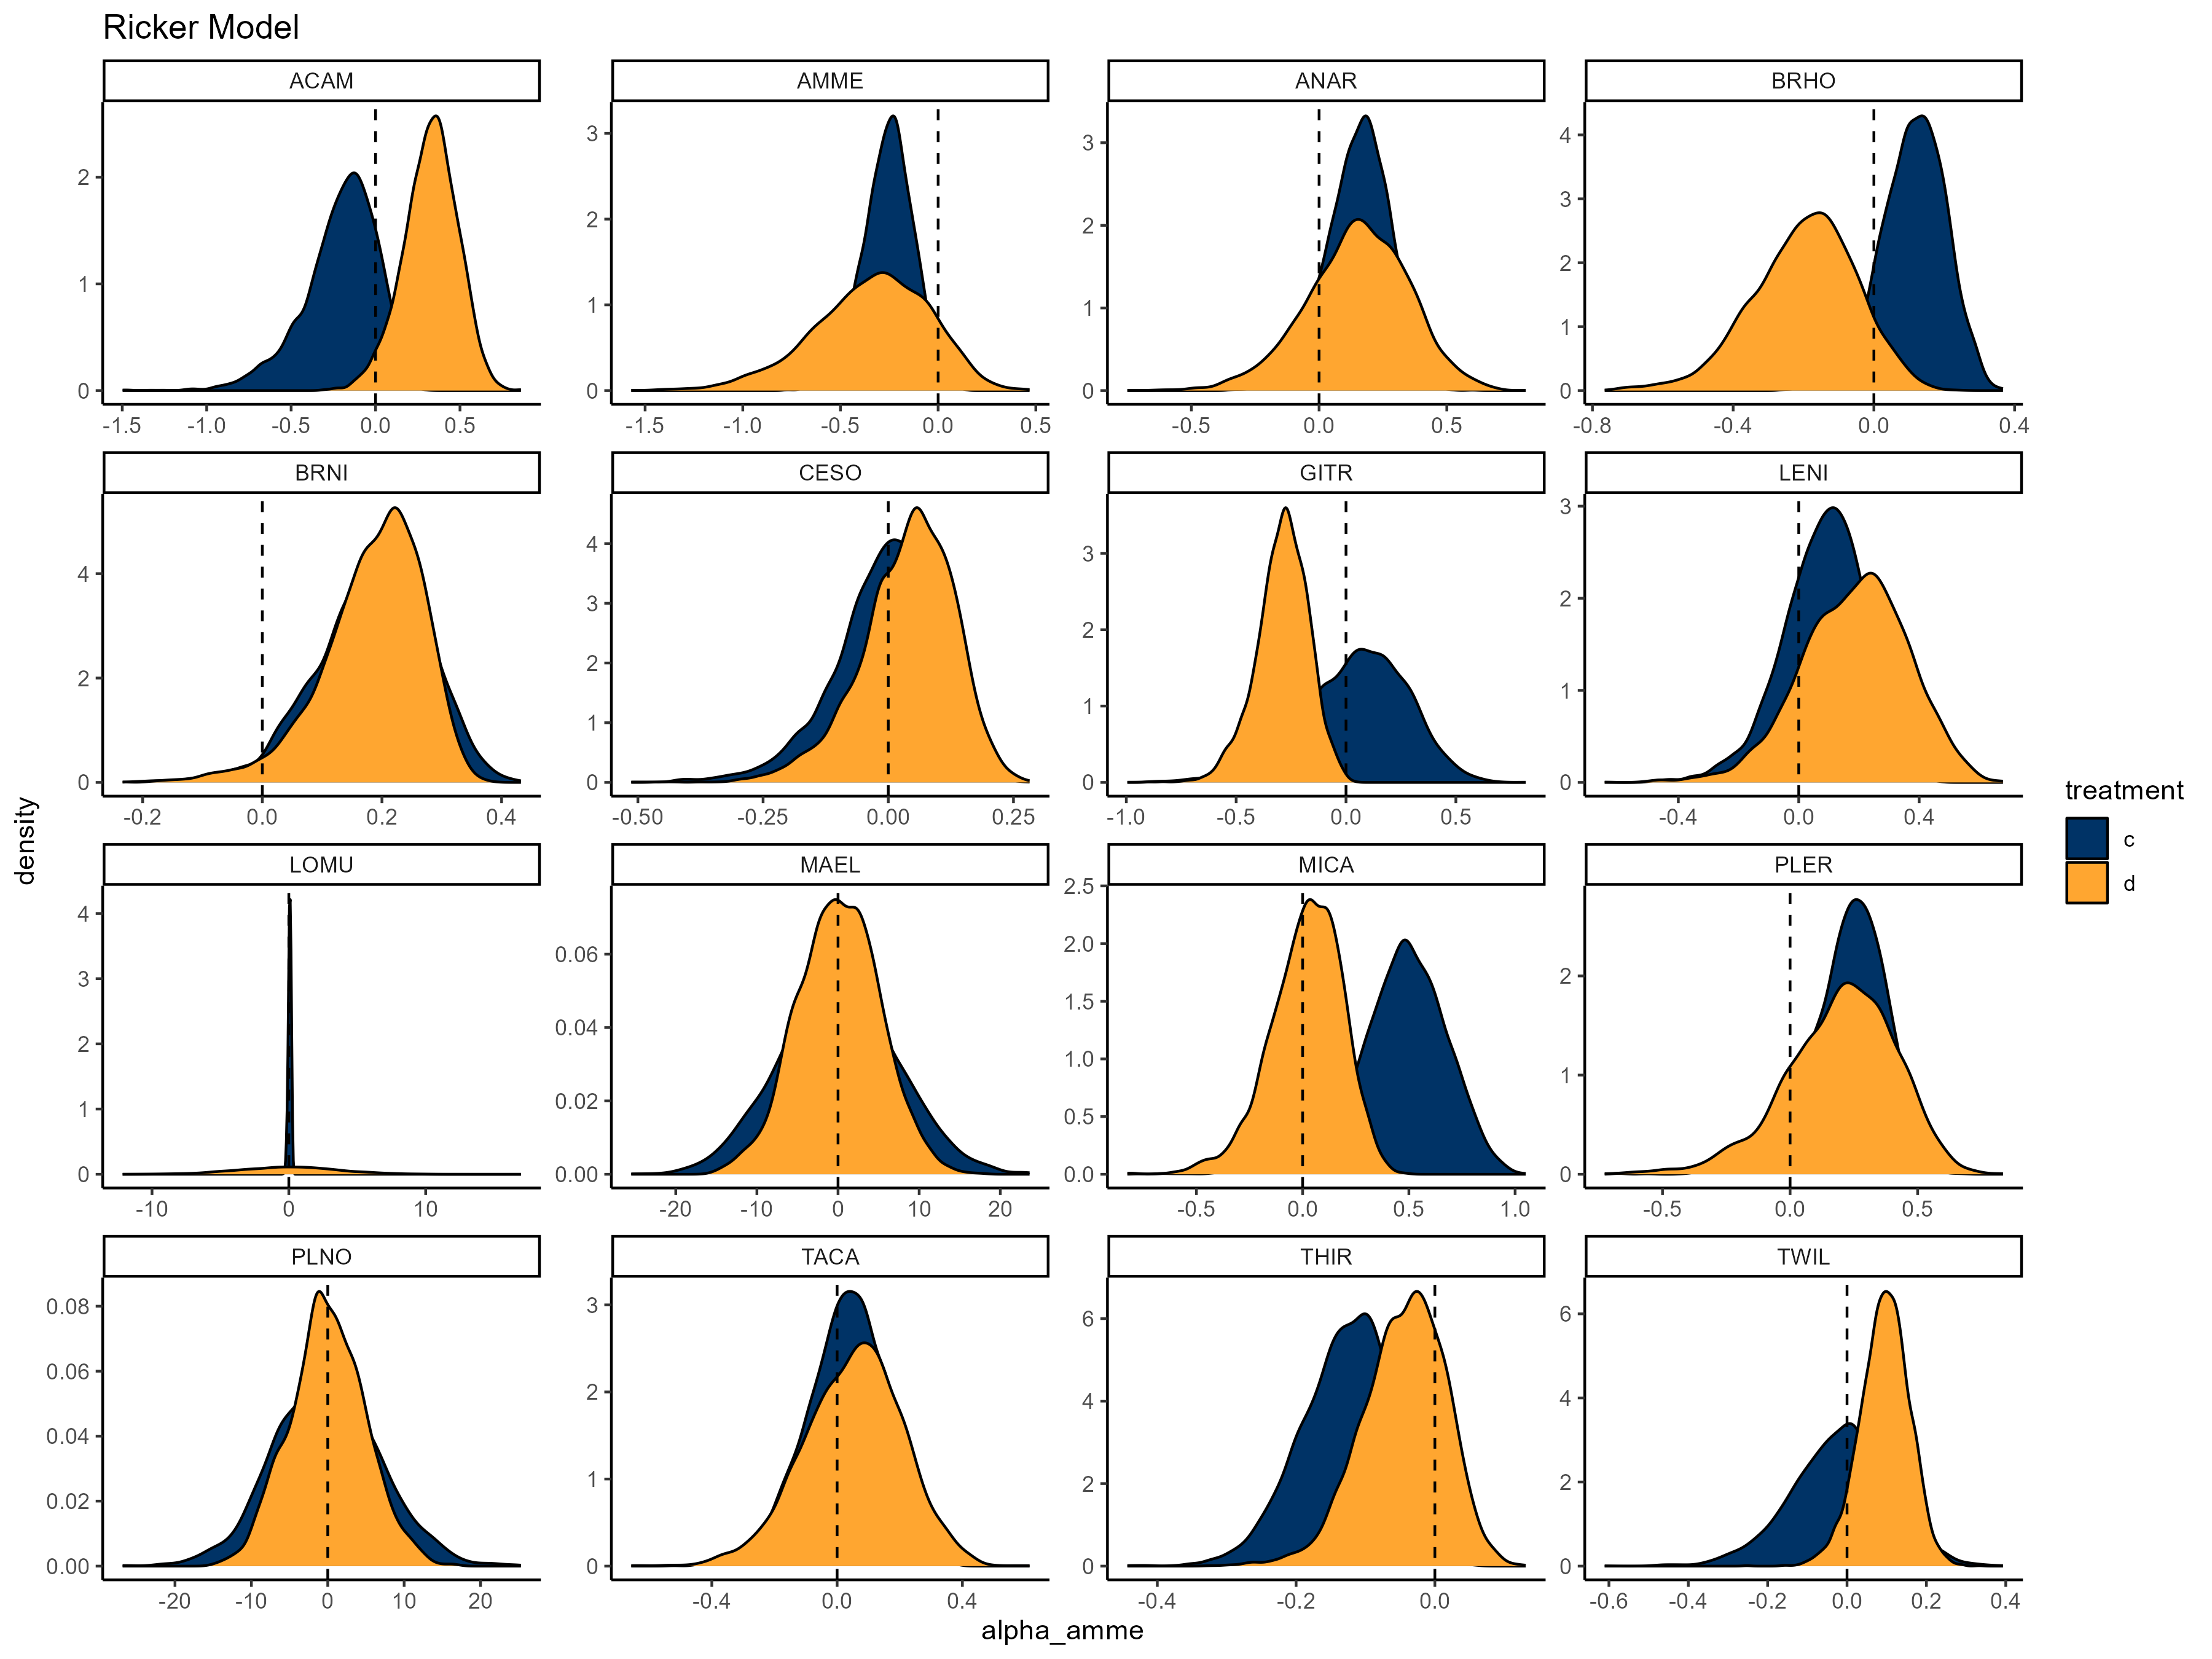 Ricker Model
ACAM AMME ANAR BRHO
2 1 0
3 2 1 0
3 2 1 0
4 3 2 1 0
-1.5 -1.0 -0.5 0.0 0.5
-1.5 -1.0 -0.5 0.0 0.5
-0.5 0.0 0.5
-0.8 -0.4 0.0 0.4
BRNI CESO GITR LENI
4 2 0
4 3 2 1 0
3 2 1 0
3 2 1 0
-0.2 0.0 0.2 0.4
-0.50 -0.25 0.00 0.25
-1.0 -0.5 0.0 0.5
-0.4 0.0 0.4
LOMU MAEL MICA PLER
4 3 2 1 0
0.06 0.04 0.02 0.00
2.5 2.0 1.5 1.0 0.5 0.0
2 1 0
-10 0 10
-20 -10 0 10 20
-0.5 0.0 0.5 1.0
-0.5 0.0 0.5
PLNO TACA THIR TWIL
0.08 0.06 0.04 0.02 0.00
3 2 1 0
6 4 2 0
6 4 2 0
-20 -10 0 10 20
-0.4 0.0 0.4
-0.4 -0.2 0.0
-0.6 -0.4 -0.2 0.0 0.2 0.4
density
alpha_amme
treatment
c
d